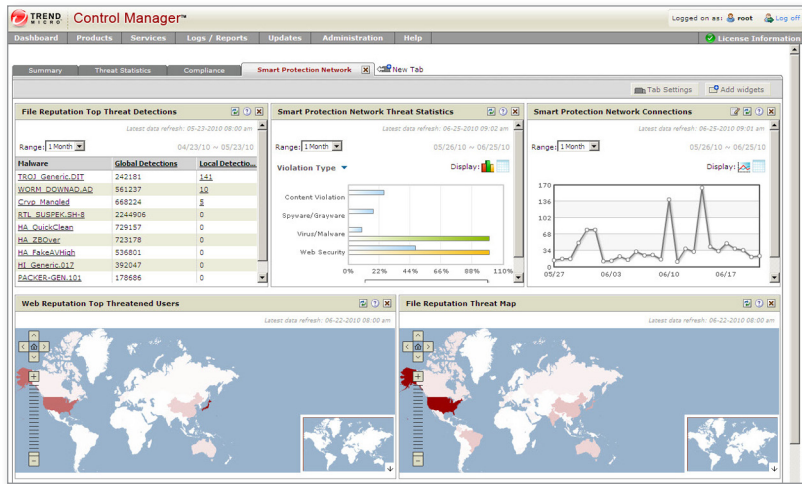 TREND MICRO Control Manager™ Logged on as: root Log off
Dashboard Products Services Logs / Reports Updates Administration Help License Information
Summary Threat Statistics Compliance Smart Protection Network New Tab
Tab Settings Add widgets
File Reputation Top Threat Detections
Latest data refresh: 05-23-2010 08:00 am
Range: 1 Month 04/23/10 ~ 05/23/10
Malware Global Detections Local Detectio...
TROJ_Generic.DIT 242181 141
WORM_DOWNAD.AD 561237 10
Cryp_Mangled 668224 5
RTL_SUSPEK.SH-8 2244906 0
HA_QuickClean 729157 0
HA_ZBOver 723178 0
HA_FakeAVHigh 536801 0
HI_Generic.017 392047 0
PACKER-GEN.101 178686 0
Smart Protection Network Threat Statistics
Latest data refresh: 06-25-2010 09:02 am
Range: 1 Month 05/26/10 ~ 06/25/10
Violation Type Display:
Content Violation
Spyware/Grayware
Virus/Malware
Web Security
0% 22% 44% 66% 88% 110%
Smart Protection Network Connections
Latest data refresh: 06-25-2010 09:01 am
Range: 1 Month 05/26/10 ~ 06/25/10
Display:
170
136
102
68
34
0
05/27 06/03 06/10 06/17
Web Reputation Top Threatened Users
Latest data refresh: 06-22-2010 08:00 am
File Reputation Threat Map
Latest data refresh: 06-22-2010 08:00 am